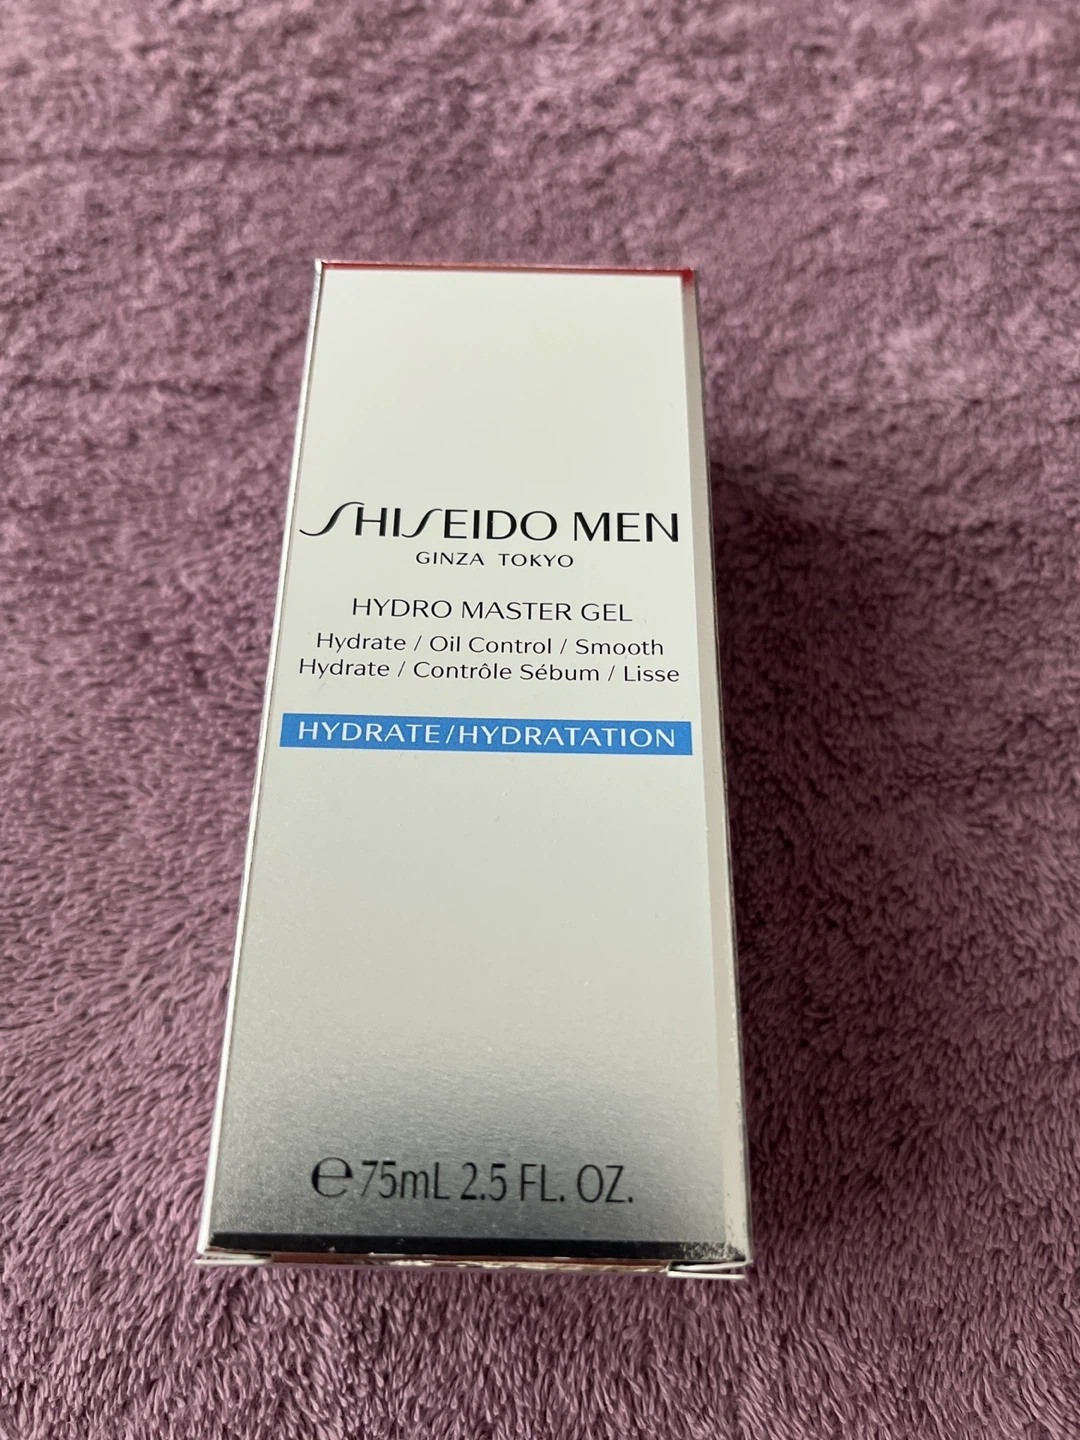 SHISEIDO MEN
GINZA TOKYO
HYDRO MASTER GEL
Hydrate / Oil Control / Smooth
Hydrate / Contrôle Sébum / Lisse
HYDRATE/HYDRATATION
℮75mL 2.5 FL. OZ.